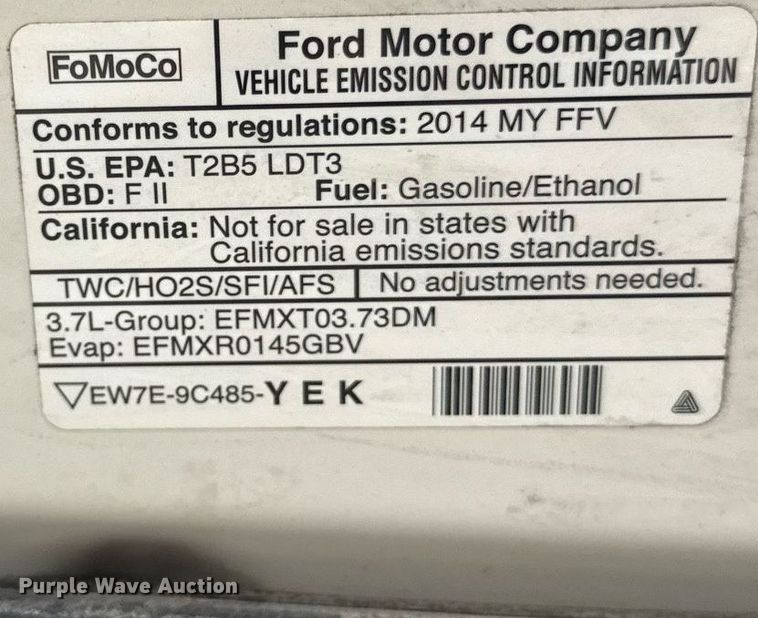 FoMoCo
Ford Motor Company
VEHICLE EMISSION CONTROL INFORMATION
Conforms to regulations: 2014 MY FFV
U.S. EPA: T2B5 LDT3
OBD: F II Fuel: Gasoline/Ethanol
California: Not for sale in states with
California emissions standards.
TWC/HO2S/SFI/AFS No adjustments needed.
3.7L-Group: EFMXT03.73DM
Evap: EFMXR0145GBV
▽EW7E-9C485-Y E K
Purple Wave Auction